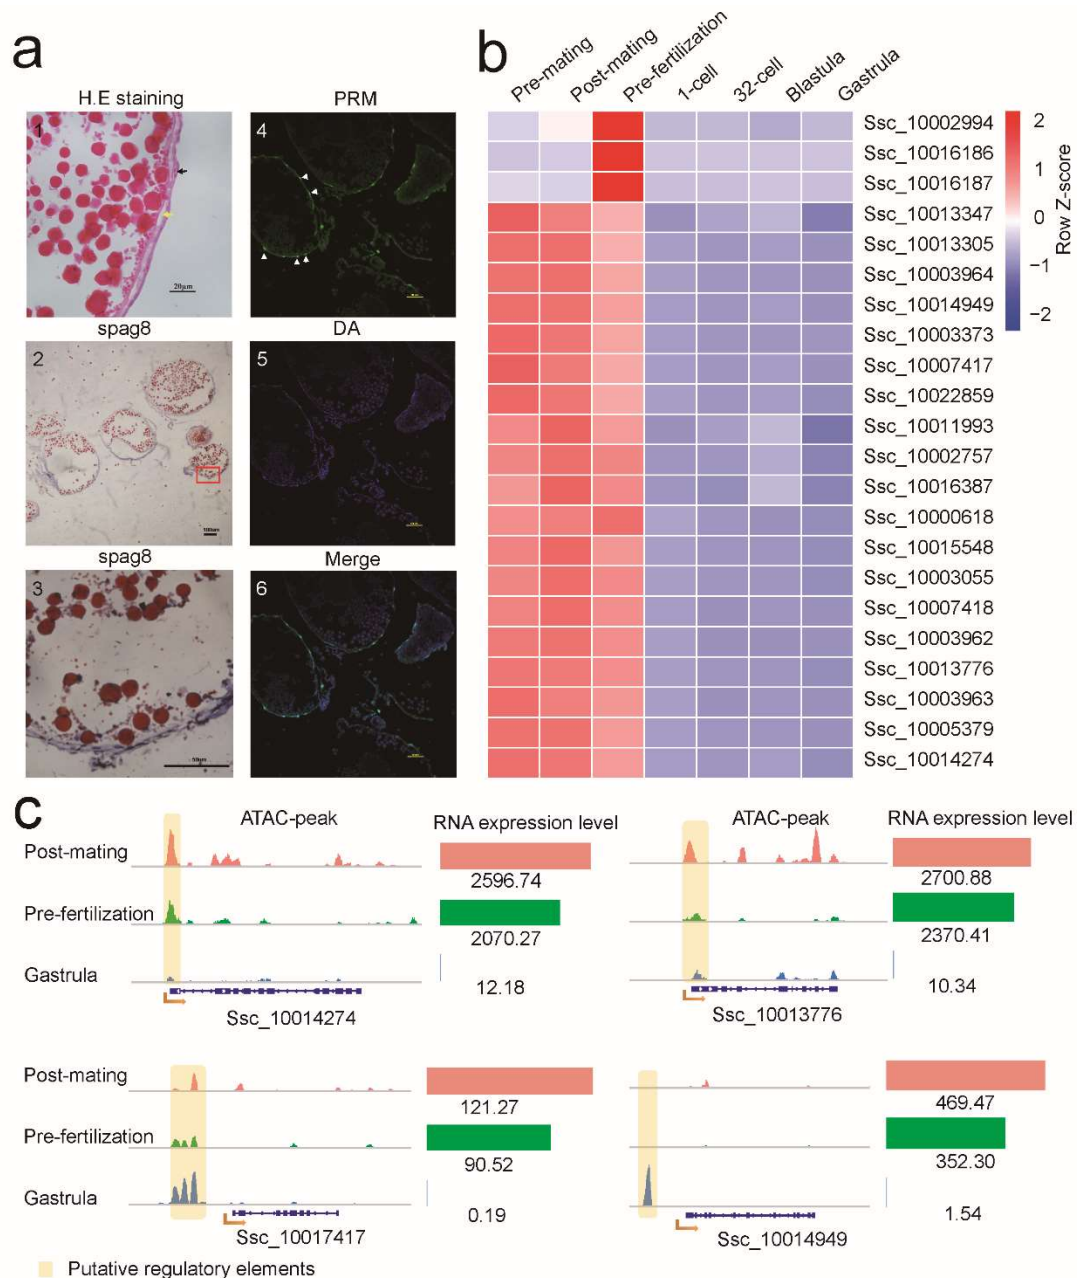 a
H.E staining
PRM
1
4
20μm
spag8
DA
2
5
100μm
spag8
Merge
3
6
50μm
b
Pre-mating
Post-mating
Pre-fertilization
1-cell
32-cell
Blastula
Gastrula
Ssc_10002994
Ssc_10016186
Ssc_10016187
Ssc_10013347
Ssc_10013305
Ssc_10003964
Ssc_10014949
Ssc_10003373
Ssc_10007417
Ssc_10022859
Ssc_10011993
Ssc_10002757
Ssc_10016387
Ssc_10000618
Ssc_10015548
Ssc_10003055
Ssc_10007418
Ssc_10003962
Ssc_10013776
Ssc_10003963
Ssc_10005379
Ssc_10014274
2
1
0
−1
−2
Row Z-score
c
ATAC-peak
RNA expression level
Post-mating
2596.74
Pre-fertilization
2070.27
Gastrula
12.18
Ssc_10014274
ATAC-peak
RNA expression level
2700.88
2370.41
10.34
Ssc_10013776
Post-mating
121.27
Pre-fertilization
90.52
Gastrula
0.19
Ssc_10017417
469.47
352.30
1.54
Ssc_10014949
Putative regulatory elements